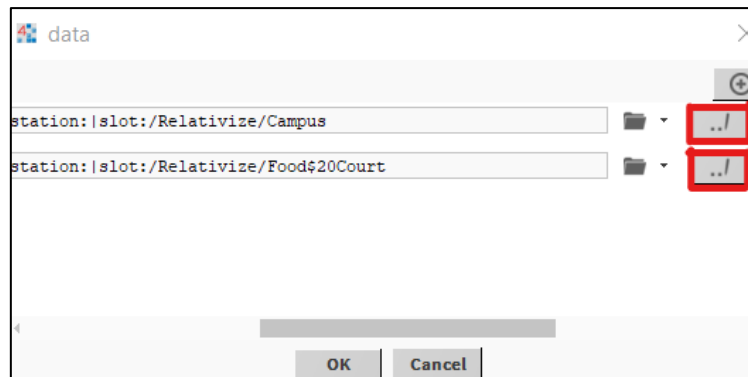 data
station:|slot:/Relativize/Campus
../
station:|slot:/Relativize/Food$20Court
../
OK Cancel